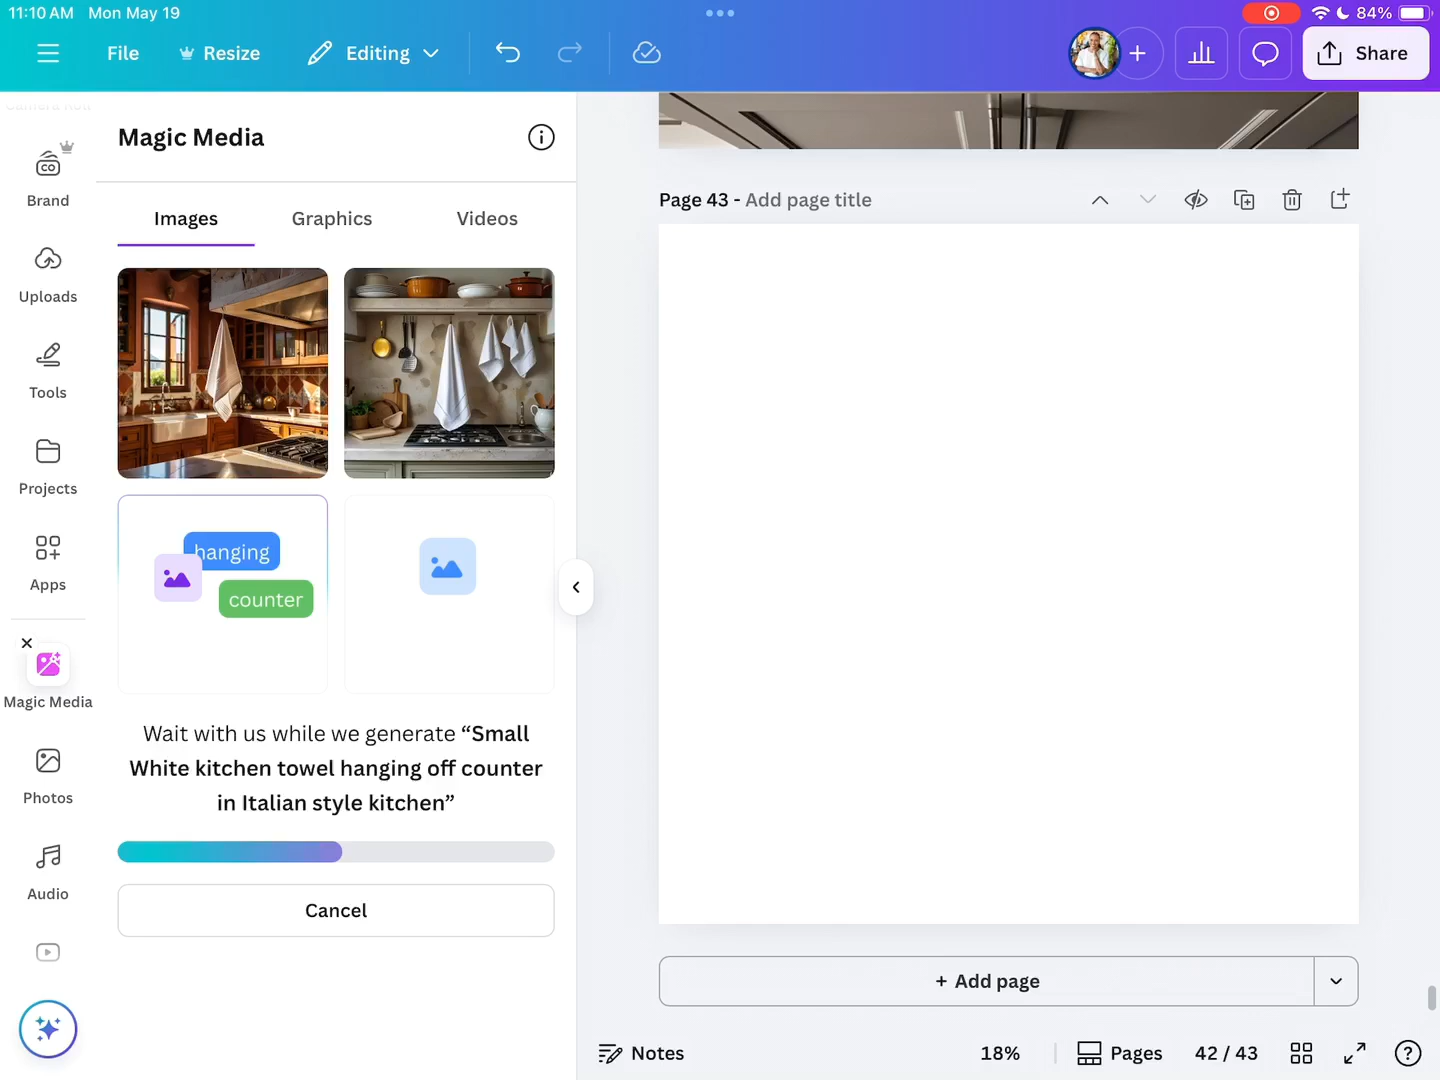 11:10 AM Mon May 19
84%
File
Resize
Editing
Share
Camera Roll
Brand
Uploads
Tools
Projects
Apps
Magic Media
Photos
Audio
Magic Media
Images
Graphics
Videos
hanging
counter
Wait with us while we generate “Small
White kitchen towel hanging off counter
in Italian style kitchen”
Cancel
Page 43 - Add page title
+ Add page
Notes
18%
Pages
42 / 43